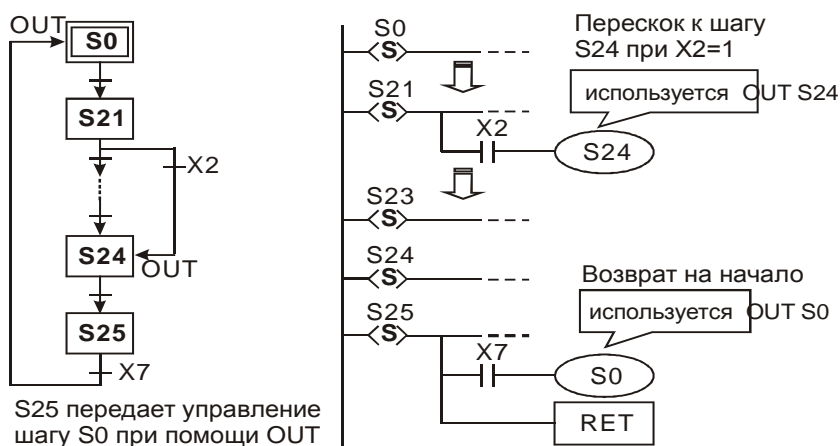 OUT
S0
S21
X2
S24
OUT
S25
X7
S25 передает управление
шагу S0 при помощи OUT
S0
S
Перескок к шагу
S24 при X2=1
S21
S
используется OUT S24
X2
S24
S23
S
S24
S
Возврат на начало
S25
S
используется OUT S0
X7
S0
RET